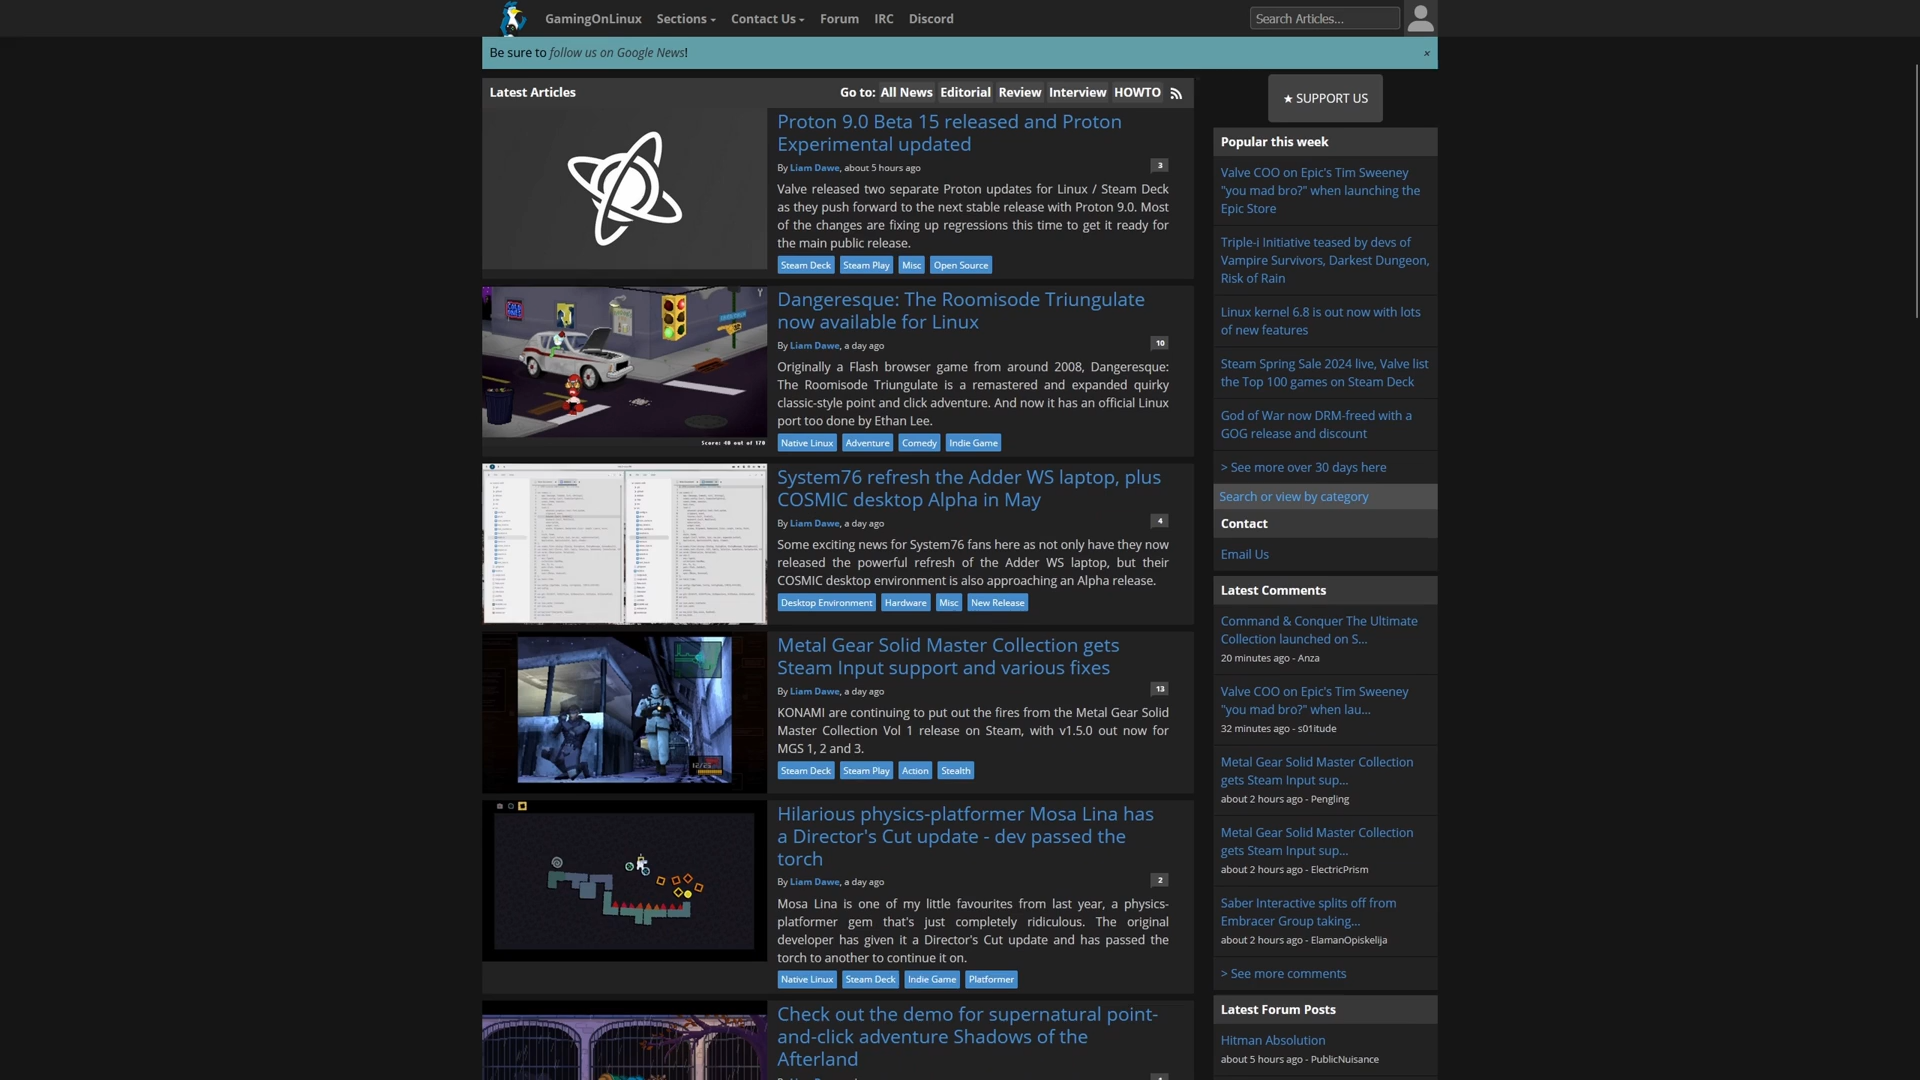 GamingOnLinux Sections Contact Us Forum IRC Discord
Search Articles...
Be sure to follow us on Google News!
×
Latest Articles
Go to: All News Editorial Review Interview HOWTO
Proton 9.0 Beta 15 released and Proton
Experimental updated
By Liam Dawe, about 5 hours ago
3
Valve released two separate Proton updates for Linux / Steam Deck
as they push forward to the next stable release with Proton 9.0. Most
of the changes are fixing up regressions this time to get it ready for
the main public release.
Steam Deck Steam Play Misc Open Source
Score: 40 out of 170
Dangeresque: The Roomisode Triungulate
now available for Linux
By Liam Dawe, a day ago
10
Originally a Flash browser game from around 2008, Dangeresque:
The Roomisode Triungulate is a remastered and expanded quirky
classic-style point and click adventure. And now it has an official Linux
port too done by Ethan Lee.
Native Linux Adventure Comedy Indie Game
System76 refresh the Adder WS laptop, plus
COSMIC desktop Alpha in May
By Liam Dawe, a day ago
4
Some exciting news for System76 fans here as not only have they now
released the powerful refresh of the Adder WS laptop, but their
COSMIC desktop environment is also approaching an Alpha release.
Desktop Environment Hardware Misc New Release
Metal Gear Solid Master Collection gets
Steam Input support and various fixes
By Liam Dawe, a day ago
13
KONAMI are continuing to put out the fires from the Metal Gear Solid
Master Collection Vol 1 release on Steam, with v1.5.0 out now for
MGS 1, 2 and 3.
Steam Deck Steam Play Action Stealth
Hilarious physics-platformer Mosa Lina has
a Director's Cut update - dev passed the
torch
By Liam Dawe, a day ago
2
Mosa Lina is one of my little favourites from last year, a physics-
platformer gem that's just completely ridiculous. The original
developer has given it a Director's Cut update and has passed the
torch to another to continue it on.
Native Linux Steam Deck Indie Game Platformer
Check out the demo for supernatural point-
and-click adventure Shadows of the
Afterland
★ SUPPORT US
Popular this week
Valve COO on Epic's Tim Sweeney
"you mad bro?" when launching the
Epic Store
Triple-i Initiative teased by devs of
Vampire Survivors, Darkest Dungeon,
Risk of Rain
Linux kernel 6.8 is out now with lots
of new features
Steam Spring Sale 2024 live, Valve list
the Top 100 games on Steam Deck
God of War now DRM-freed with a
GOG release and discount
> See more over 30 days here
Search or view by category
Contact
Email Us
Latest Comments
Command & Conquer The Ultimate
Collection launched on S...
20 minutes ago - Anza
Valve COO on Epic's Tim Sweeney
"you mad bro?" when lau...
32 minutes ago - s01itude
Metal Gear Solid Master Collection
gets Steam Input sup...
about 2 hours ago - Pengling
Metal Gear Solid Master Collection
gets Steam Input sup...
about 2 hours ago - ElectricPrism
Saber Interactive splits off from
Embracer Group taking...
about 2 hours ago - ElamanOpiskelija
> See more comments
Latest Forum Posts
Hitman Absolution
about 5 hours ago - PublicNuisance